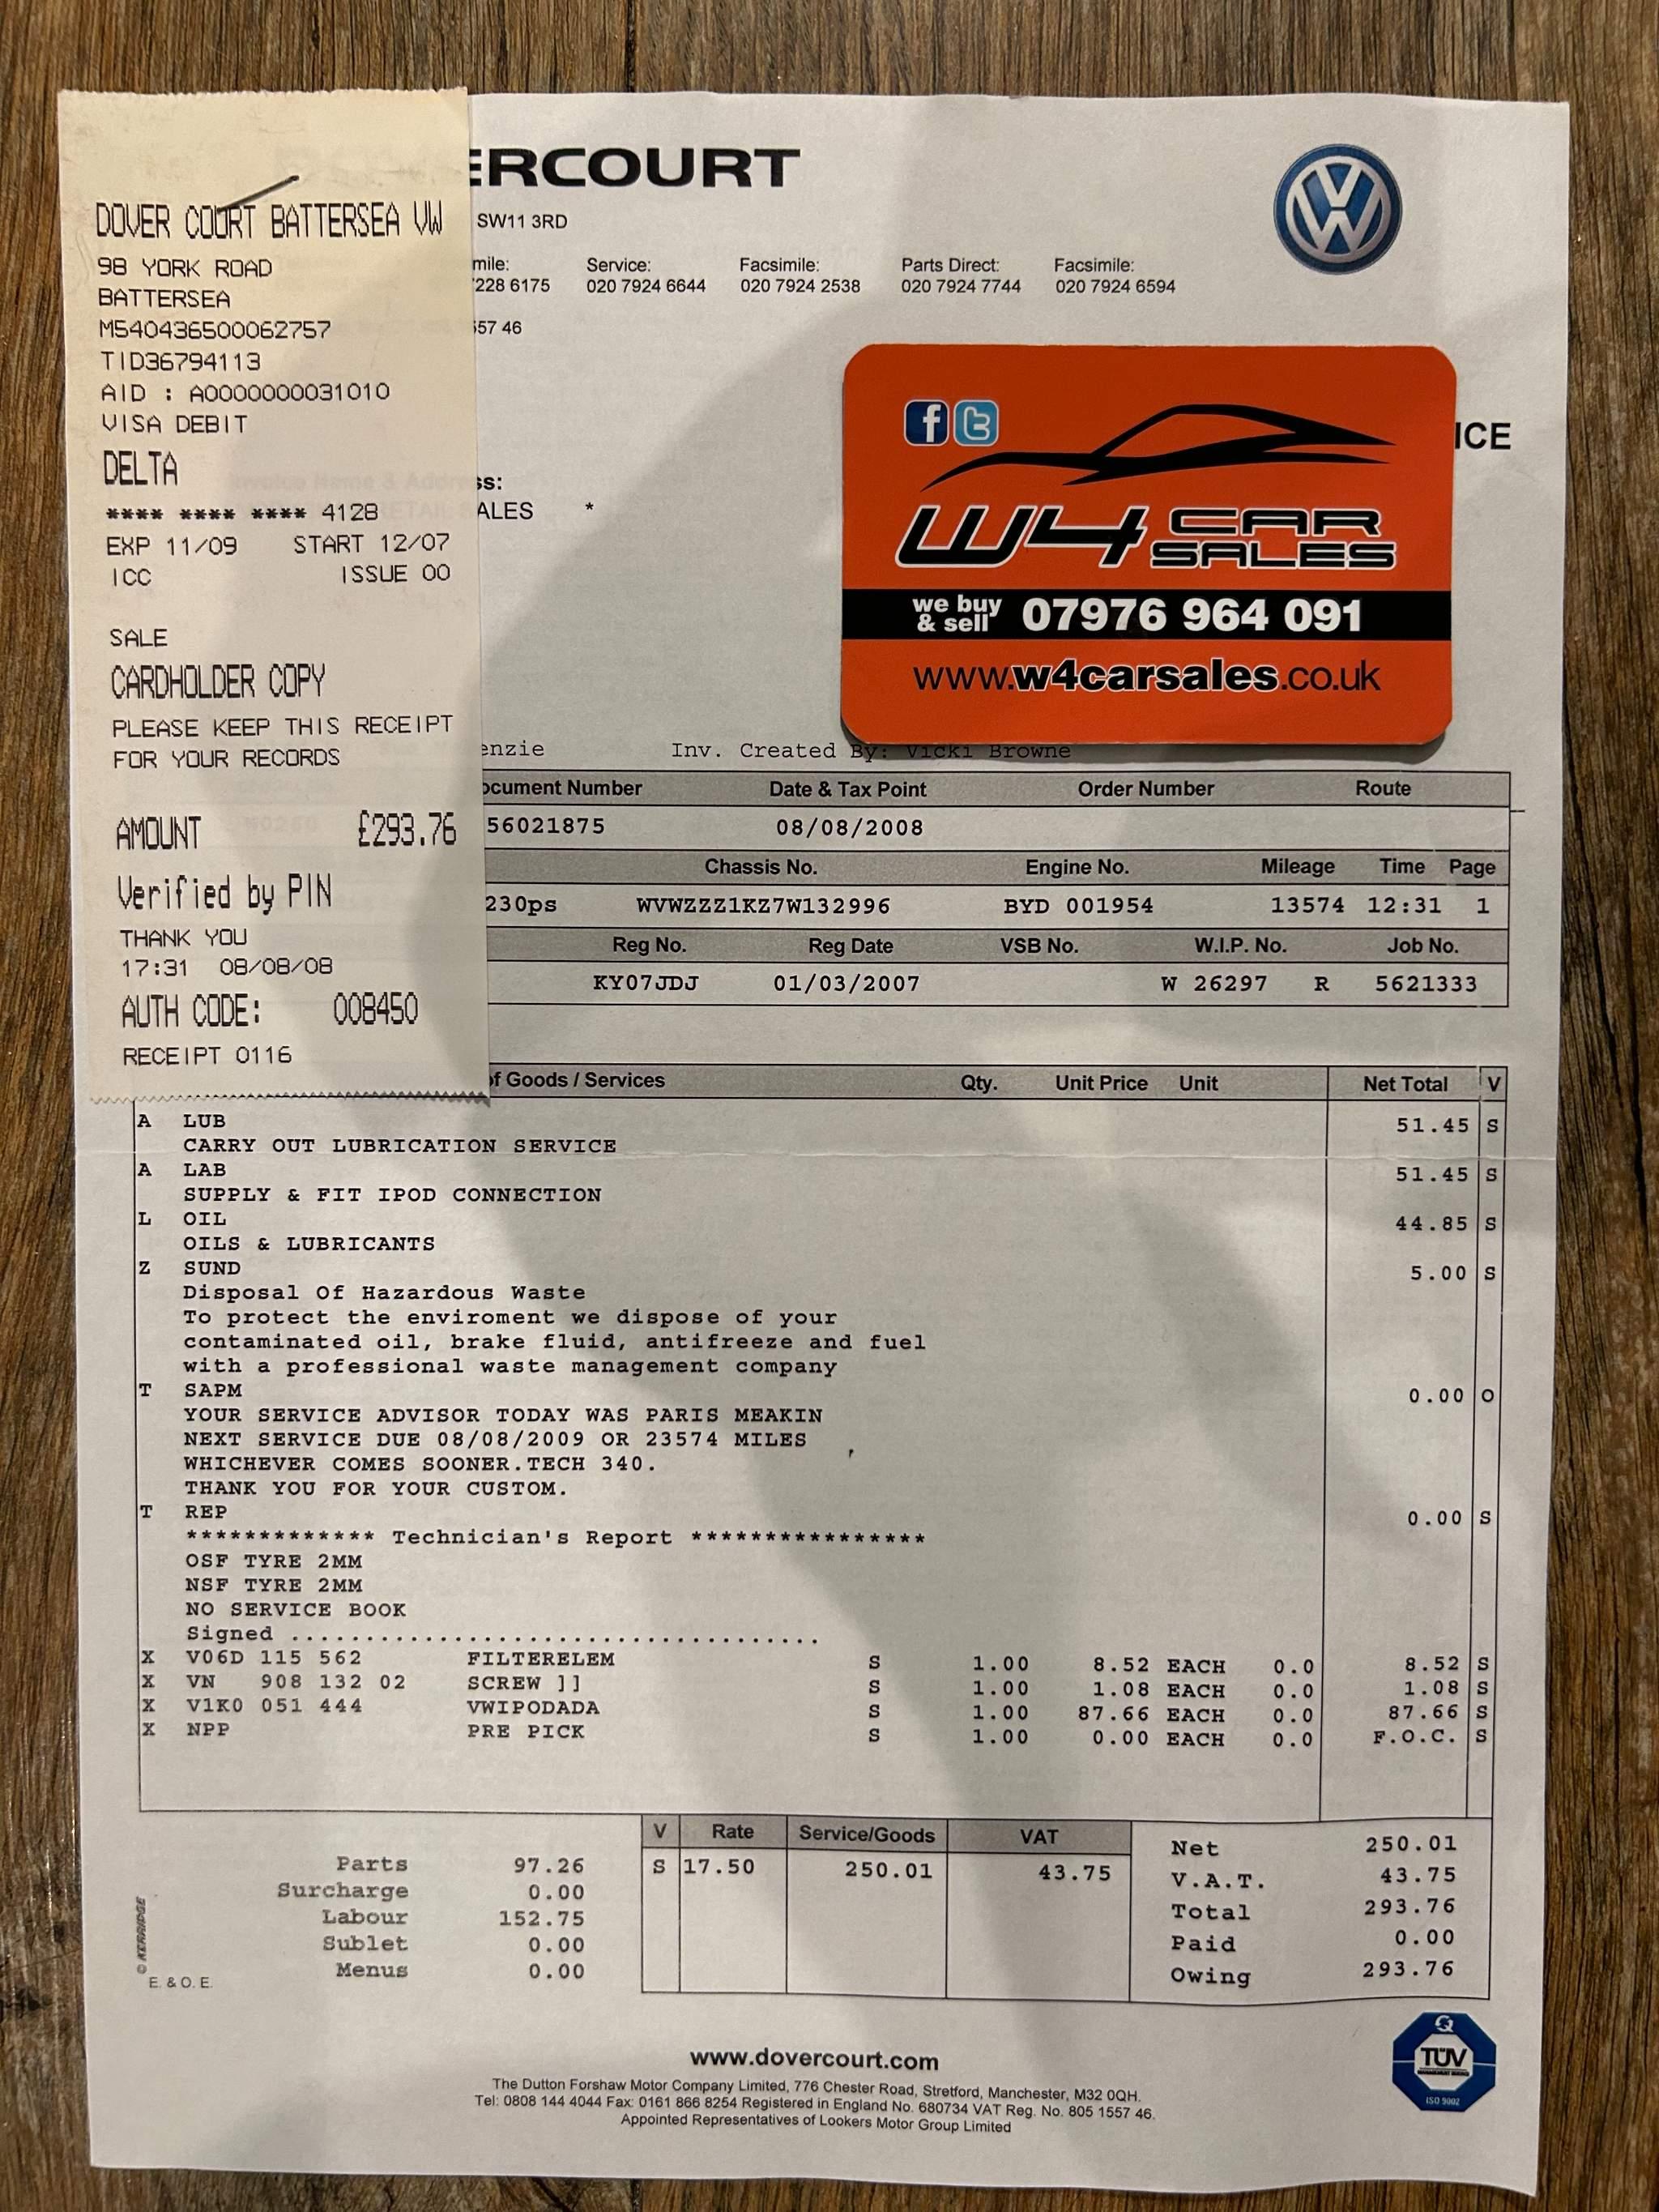 DOVER COURT BATTERSEA VW
98 YORK ROAD
BATTERSEA
M540436500062757
TID36794113
AID : A0000000031010
VISA DEBIT
DELTA
**** **** **** 4128
EXP 11/09 START 12/07
ICC ISSUE 00
SALE
CARDHOLDER COPY
PLEASE KEEP THIS RECEIPT
FOR YOUR RECORDS
AMOUNT £293.76
Verified by PIN
THANK YOU
17:31 08/08/08
AUTH CODE: 008450
RECEIPT 0116
ERCOURT
SW11 3RD
mile: Service: Facsimile: Parts Direct: Facsimile:
228 6175 020 7924 6644 020 7924 2538 020 7924 7744 020 7924 6594
557 46
VW
ICE
ss:
ALES *
f t
W4 CAR SALES
we buy & sell 07976 964 091
www.w4carsales.co.uk
enzie Inv. Created By: Vicki Browne
ocument Number Date & Tax Point Order Number Route
56021875 08/08/2008
Chassis No. Engine No. Mileage Time Page
230ps WVWZZZ1KZ7W132996 BYD 001954 13574 12:31 1
Reg No. Reg Date VSB No. W.I.P. No. Job No.
KY07JDJ 01/03/2007 W 26297 R 5621333
of Goods / Services Qty. Unit Price Unit Net Total V
A LUB 51.45 S
CARRY OUT LUBRICATION SERVICE
A LAB 51.45 S
SUPPLY & FIT IPOD CONNECTION
L OIL 44.85 S
OILS & LUBRICANTS
Z SUND 5.00 S
Disposal Of Hazardous Waste
To protect the enviroment we dispose of your
contaminated oil, brake fluid, antifreeze and fuel
with a professional waste management company
T SAPM 0.00 O
YOUR SERVICE ADVISOR TODAY WAS PARIS MEAKIN
NEXT SERVICE DUE 08/08/2009 OR 23574 MILES
WHICHEVER COMES SOONER.TECH 340.
THANK YOU FOR YOUR CUSTOM.
T REP 0.00 S
************* Technician's Report ****************
OSF TYRE 2MM
NSF TYRE 2MM
NO SERVICE BOOK
Signed ....................................
X V06D 115 562 FILTERELEM S 1.00 8.52 EACH 0.0 8.52 S
X VN 908 132 02 SCREW ]] S 1.00 1.08 EACH 0.0 1.08 S
X V1K0 051 444 VWIPODADA S 1.00 87.66 EACH 0.0 87.66 S
X NPP PRE PICK S 1.00 0.00 EACH 0.0 F.O.C. S
V Rate Service/Goods VAT
S 17.50 250.01 43.75
Parts 97.26
Surcharge 0.00
Labour 152.75
Sublet 0.00
Menus 0.00
Net 250.01
V.A.T. 43.75
Total 293.76
Paid 0.00
Owing 293.76
© KERRIDGE
E. & O. E.
www.dovercourt.com
The Dutton Forshaw Motor Company Limited, 776 Chester Road, Stretford, Manchester, M32 0QH.
Tel: 0808 144 4044 Fax: 0161 866 8254 Registered in England No. 680734 VAT Reg. No. 805 1557 46.
Appointed Representatives of Lookers Motor Group Limited
Q
TÜV
ISO 9002